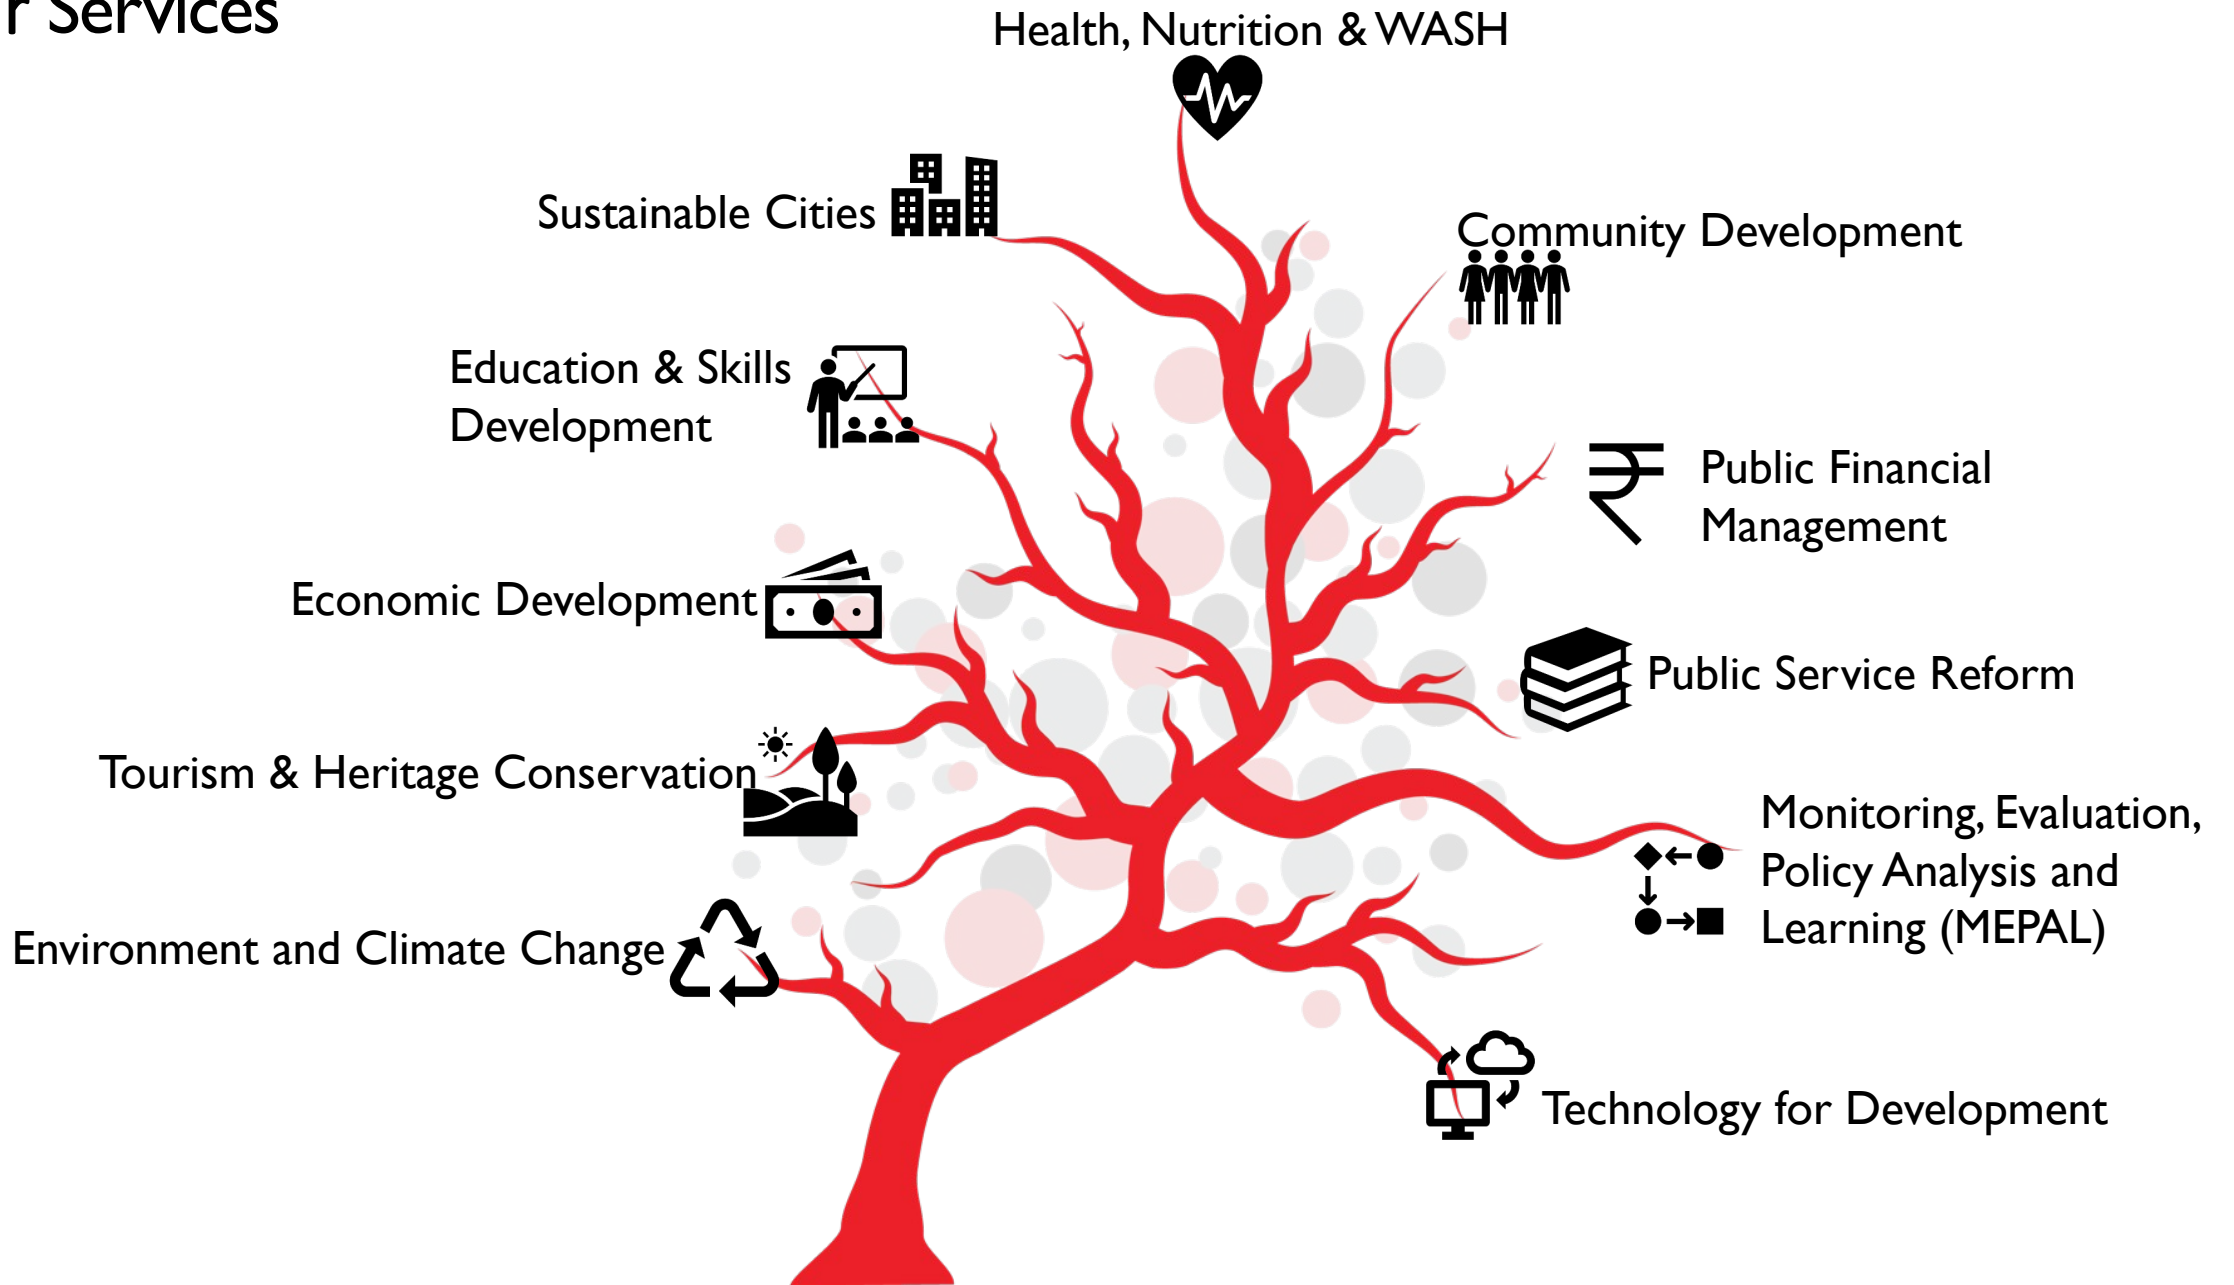 r Services
Health, Nutrition & WASH
Sustainable Cities
Community Development
Education & Skills
Development
Public Financial
Management
Economic Development
Public Service Reform
Tourism & Heritage Conservation
Monitoring, Evaluation,
Policy Analysis and
Learning (MEPAL)
Environment and Climate Change
Technology for Development